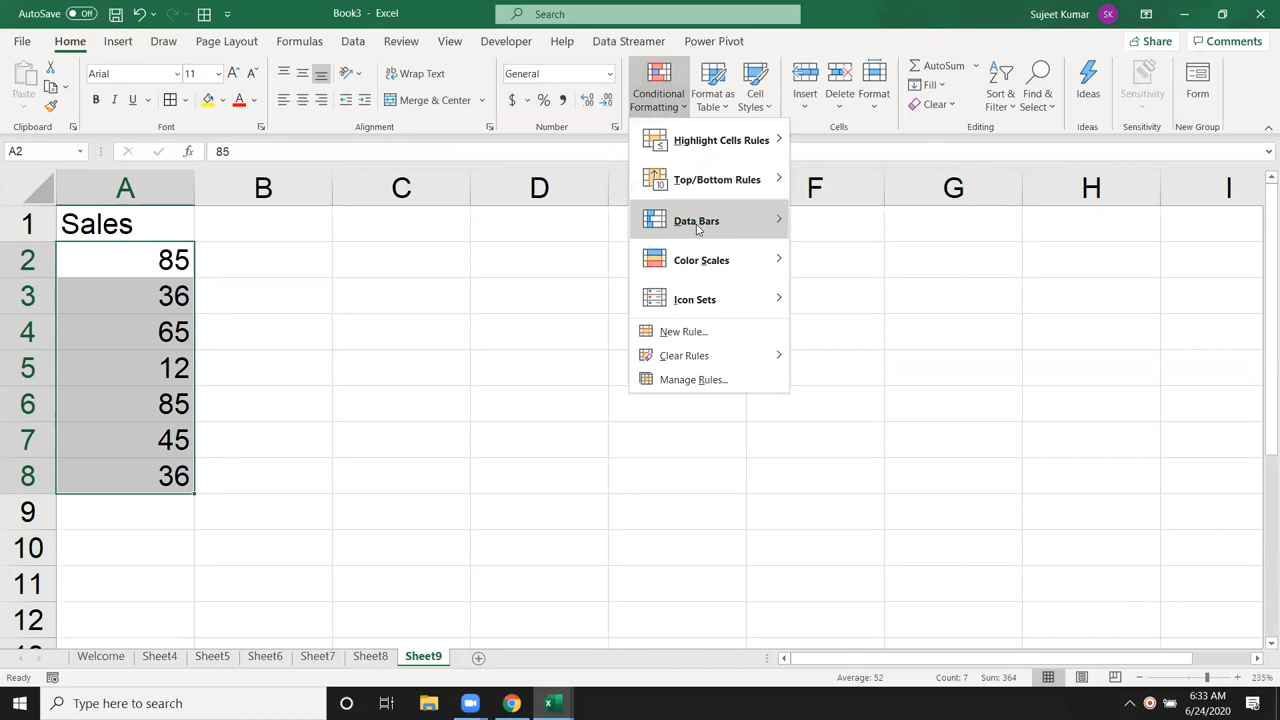 AutoSave Off Book3 - Excel Search Sujeet Kumar SK
File Home Insert Draw Page Layout Formulas Data Review View Developer Help Data Streamer Power Pivot Share Comments
Paste Arial 11 Wrap Text General Conditional Formatting Format as Table Cell Styles Insert Delete Format AutoSum Sort & Filter Find & Select Ideas Sensitivity Form
B I U A Merge & Center $ % Fill
Clear
Clipboard Font Alignment Number Cells Editing Ideas Sensitivity New Group
A2 fx 85
Highlight Cells Rules
Top/Bottom Rules
Data Bars
Color Scales
Icon Sets
New Rule...
Clear Rules
Manage Rules...
A B C D F G H I
1 Sales
2 85
3 36
4 65
5 12
6 85
7 45
8 36
9
10
11
12
Welcome Sheet4 Sheet5 Sheet6 Sheet7 Sheet8 Sheet9
Ready Average: 52 Count: 7 Sum: 364 235%
Type here to search 6:33 AM
6/24/2020